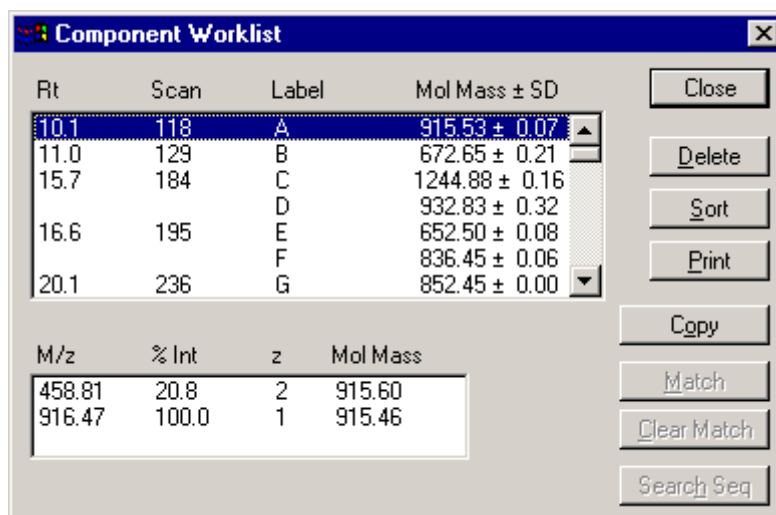 Component Worklist
Rt Scan Label Mol Mass ± SD
10.1 118 A 915.53 ± 0.07
11.0 129 B 672.65 ± 0.21
15.7 184 C 1244.88 ± 0.16
D 932.83 ± 0.32
16.6 195 E 652.50 ± 0.08
F 836.45 ± 0.06
20.1 236 G 852.45 ± 0.00
M/z % Int z Mol Mass
458.81 20.8 2 915.60
916.47 100.0 1 915.46
Close
Delete
Sort
Print
Copy
Match
Clear Match
Search Seq